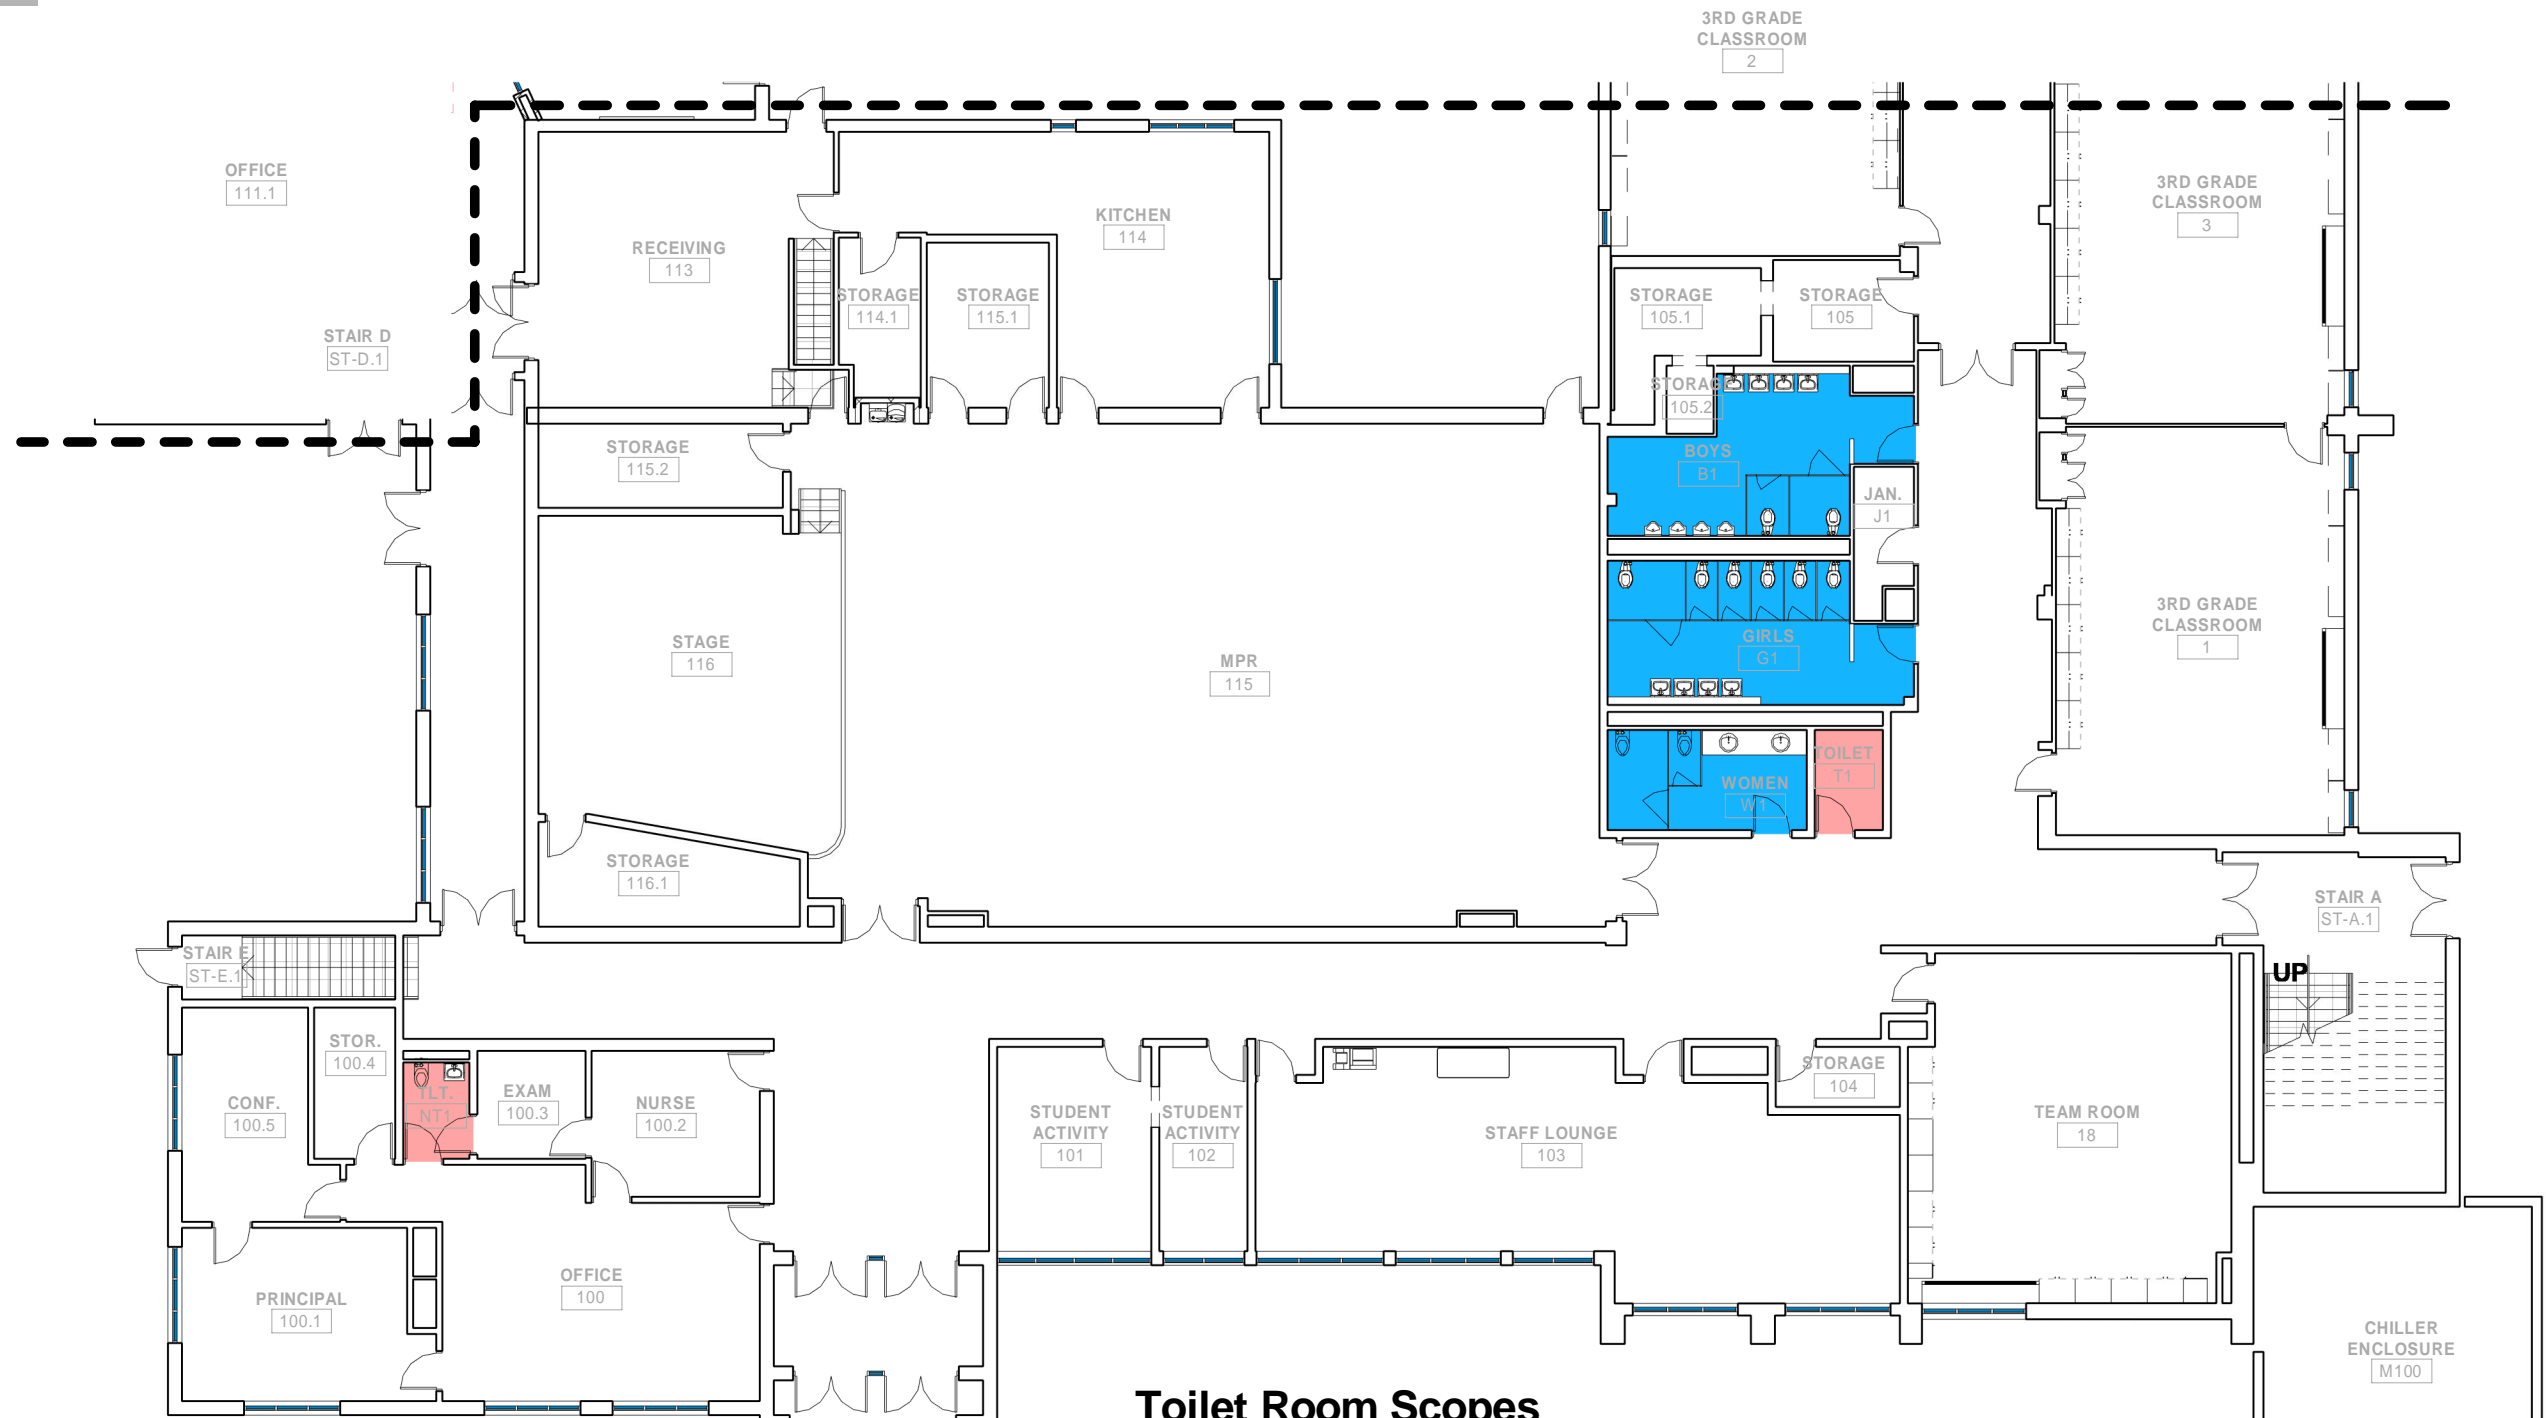 3RD GRADE
CLASSROOM
2
OFFICE
111.1
3RD GRADE
CLASSROOM
3
KITCHEN
114
RECEIVING
113
STORAGE
114.1
STORAGE
115.1
STORAGE
105.1
STORAGE
105
STAIR D
ST-D.1
STORAGE
105.2
STORAGE
115.2
BOYS
B1
JAN.
J1
3RD GRADE
CLASSROOM
1
STAGE
116
GIRLS
G1
MPR
115
TOILET
T1
WOMEN
W1
STORAGE
116.1
STAIR A
ST-A.1
STAIR E
ST-E.1
UP
STOR.
100.4
TLT.
NT1
EXAM
100.3
CONF.
100.5
NURSE
100.2
STUDENT
ACTIVITY
101
STUDENT
ACTIVITY
102
STAFF LOUNGE
103
STORAGE
104
TEAM ROOM
18
OFFICE
100
PRINCIPAL
100.1
CHILLER
ENCLOSURE
M100
Toilet Room Scopes